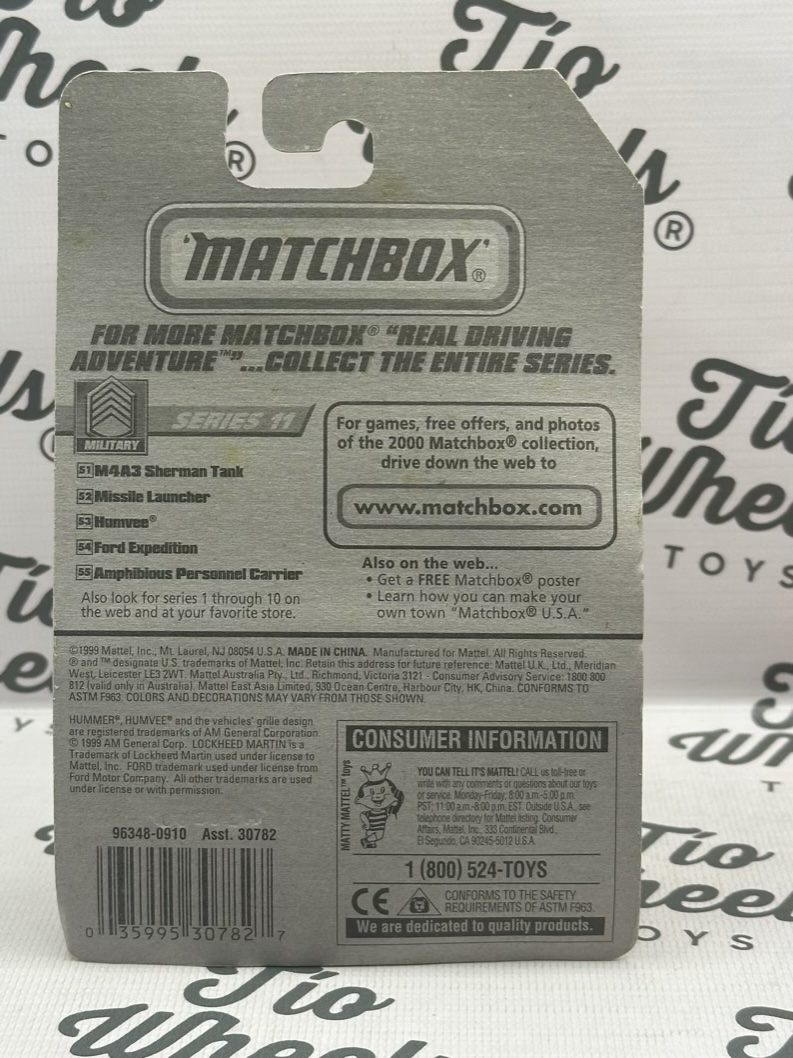 'MATCHBOX'®
FOR MORE MATCHBOX® "REAL DRIVING
ADVENTURE™"...COLLECT THE ENTIRE SERIES.
MILITARY
SERIES 11
51 M4A3 Sherman Tank
52 Missile Launcher
53 Humvee®
54 Ford Expedition
55 Amphibious Personnel Carrier
Also look for series 1 through 10 on
the web and at your favorite store.
For games, free offers, and photos
of the 2000 Matchbox® collection,
drive down the web to
www.matchbox.com
Also on the web...
• Get a FREE Matchbox® poster
• Learn how you can make your
own town "Matchbox® U.S.A."
©1999 Mattel, Inc., Mt. Laurel, NJ 08054 U.S.A. MADE IN CHINA. Manufactured for Mattel. All Rights Reserved.
® and ™ designate U.S. trademarks of Mattel, Inc. Retain this address for future reference: Mattel U.K., Ltd., Meridian
West, Leicester LE3 2WT. Mattel Australia Pty., Ltd., Richmond, Victoria 3121 - Consumer Advisory Service: 1800 800
812 (valid only in Australia). Mattel East Asia Limited, 930 Ocean Centre, Harbour City, HK, China. CONFORMS TO
ASTM F963. COLORS AND DECORATIONS MAY VARY FROM THOSE SHOWN.
HUMMER®, HUMVEE® and the vehicles' grille design
are registered trademarks of AM General Corporation
© 1999 AM General Corp. LOCKHEED MARTIN is a
Trademark of Lockheed Martin used under license to
Mattel, Inc. FORD trademark used under license from
Ford Motor Company. All other trademarks are used
under license or with permission.
96348-0910 Asst. 30782
0 35995 30782 7
CONSUMER INFORMATION
MATTY MATTEL™ toys
YOU CAN TELL IT'S MATTEL! CALL us toll-free or
write with any comments or questions about our toys
or service. Monday-Friday, 8:00 a.m.-5:00 p.m.
PST; 11:00 a.m.-8:00 p.m. EST. Outside U.S.A., see
telephone directory for Mattel listing. Consumer
Affairs, Mattel, Inc. 333 Continental Blvd.,
El Segundo, CA 90245-5012 U.S.A.
1 (800) 524-TOYS
CE
CONFORMS TO THE SAFETY
REQUIREMENTS OF ASTM F963.
We are dedicated to quality products.
Tío
Wheels
TOYS
®